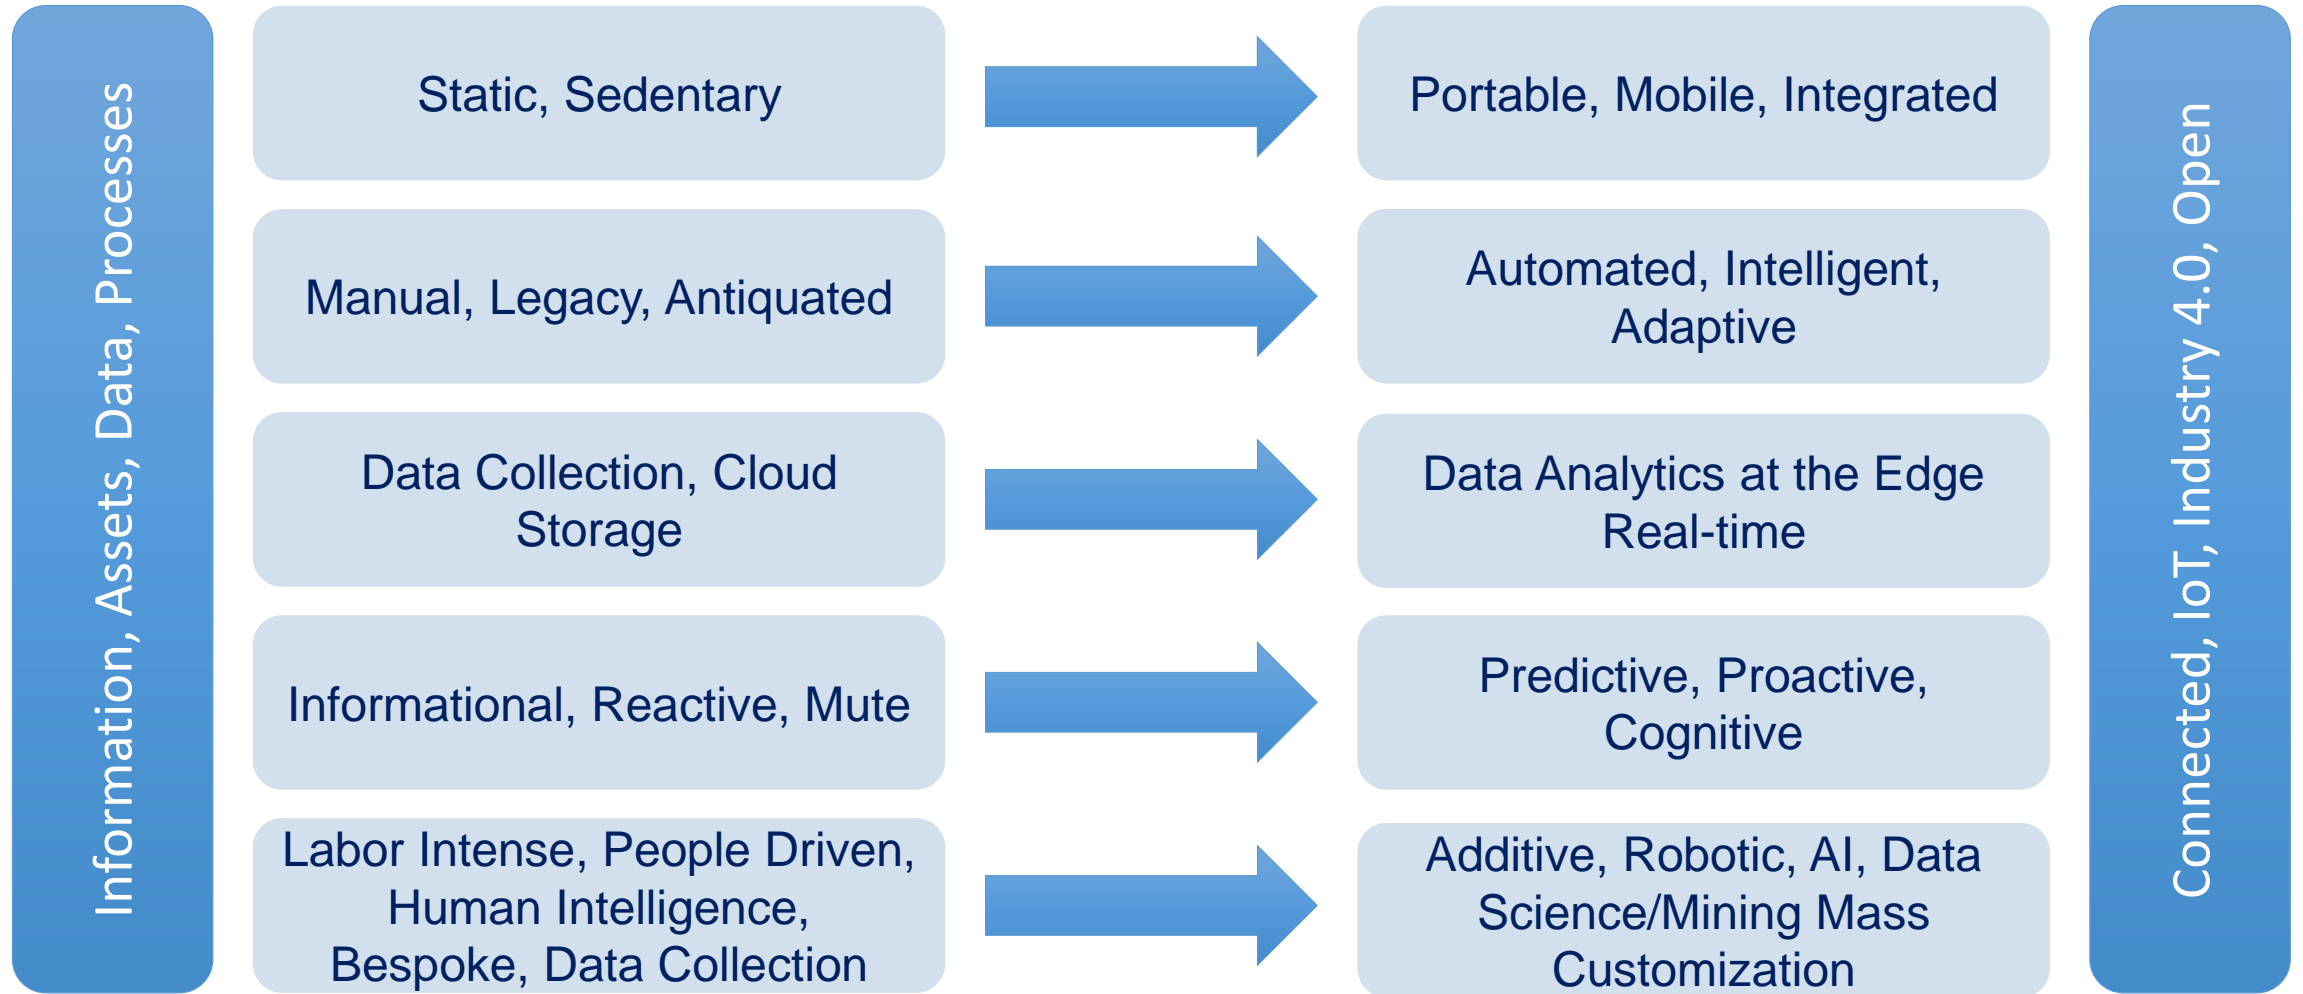 Information, Assets, Data, Processes
Static, Sedentary
Portable, Mobile, Integrated
Manual, Legacy, Antiquated
Automated, Intelligent,
Adaptive
Data Collection, Cloud
Storage
Data Analytics at the Edge
Real-time
Informational, Reactive, Mute
Predictive, Proactive,
Cognitive
Labor Intense, People Driven,
Human Intelligence,
Bespoke, Data Collection
Additive, Robotic, AI, Data
Science/Mining Mass
Customization
Connected, IoT, Industry 4.0, Open